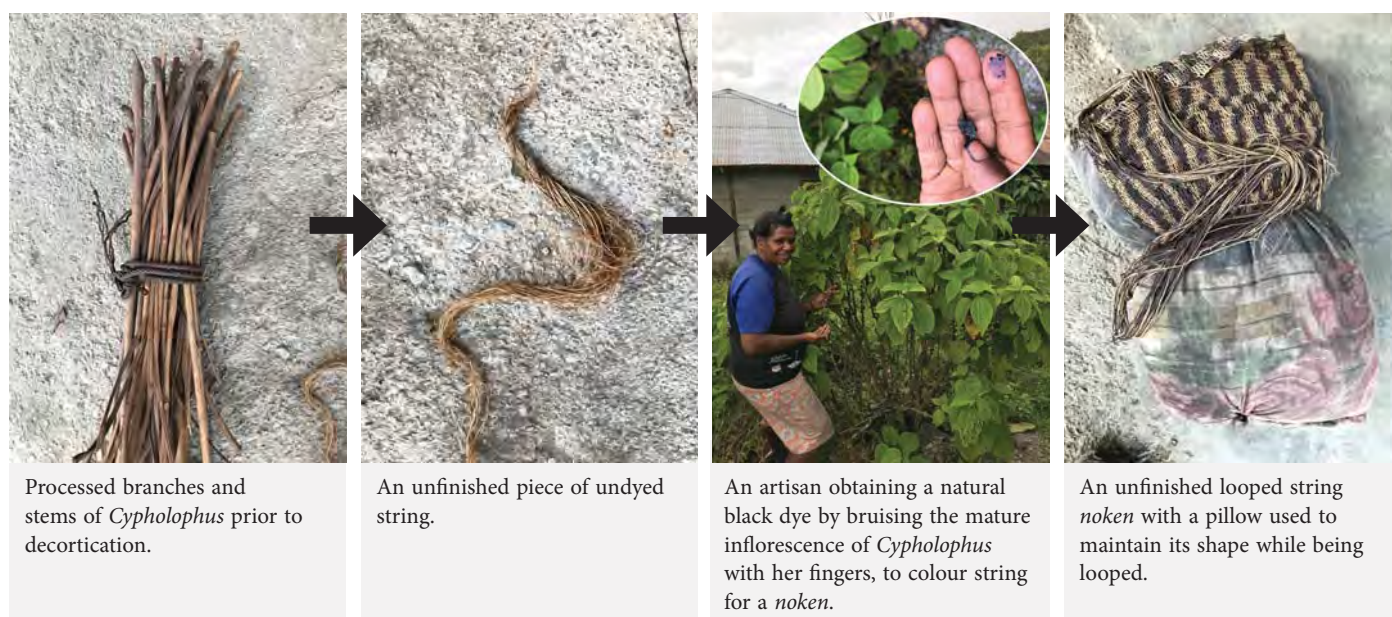 Processed branches and
stems of Cypholophus prior to
decortication.
An unfinished piece of undyed
string.
An artisan obtaining a natural
black dye by bruising the mature
inflorescence of Cypholophus
with her fingers, to colour string
for a noken.
An unfinished looped string
noken with a pillow used to
maintain its shape while being
looped.